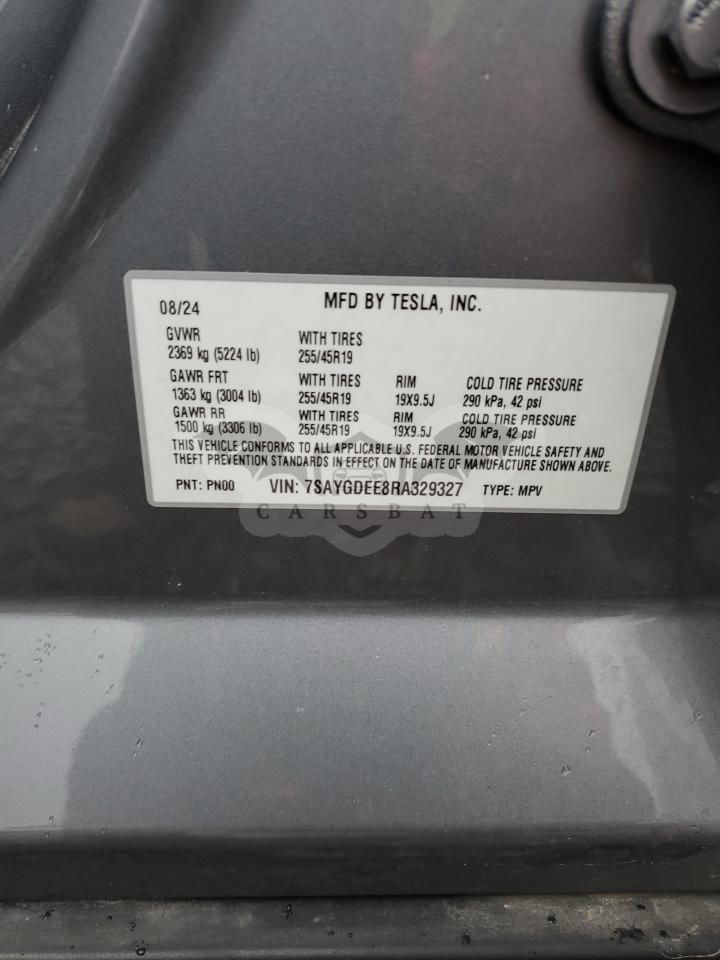 08/24 MFD BY TESLA, INC.
GVWR WITH TIRES
2369 kg (5224 lb) 255/45R19
GAWR FRT WITH TIRES RIM COLD TIRE PRESSURE
1363 kg (3004 lb) 255/45R19 19X9.5J 290 kPa, 42 psi
GAWR RR WITH TIRES RIM COLD TIRE PRESSURE
1500 kg (3306 lb) 255/45R19 19X9.5J 290 kPa, 42 psi
THIS VEHICLE CONFORMS TO ALL APPLICABLE U.S. FEDERAL MOTOR VEHICLE SAFETY AND
THEFT PREVENTION STANDARDS IN EFFECT ON THE DATE OF MANUFACTURE SHOWN ABOVE.
PNT: PN00 VIN: 7SAYGDEE8RA329327 TYPE: MPV
CARSBAT